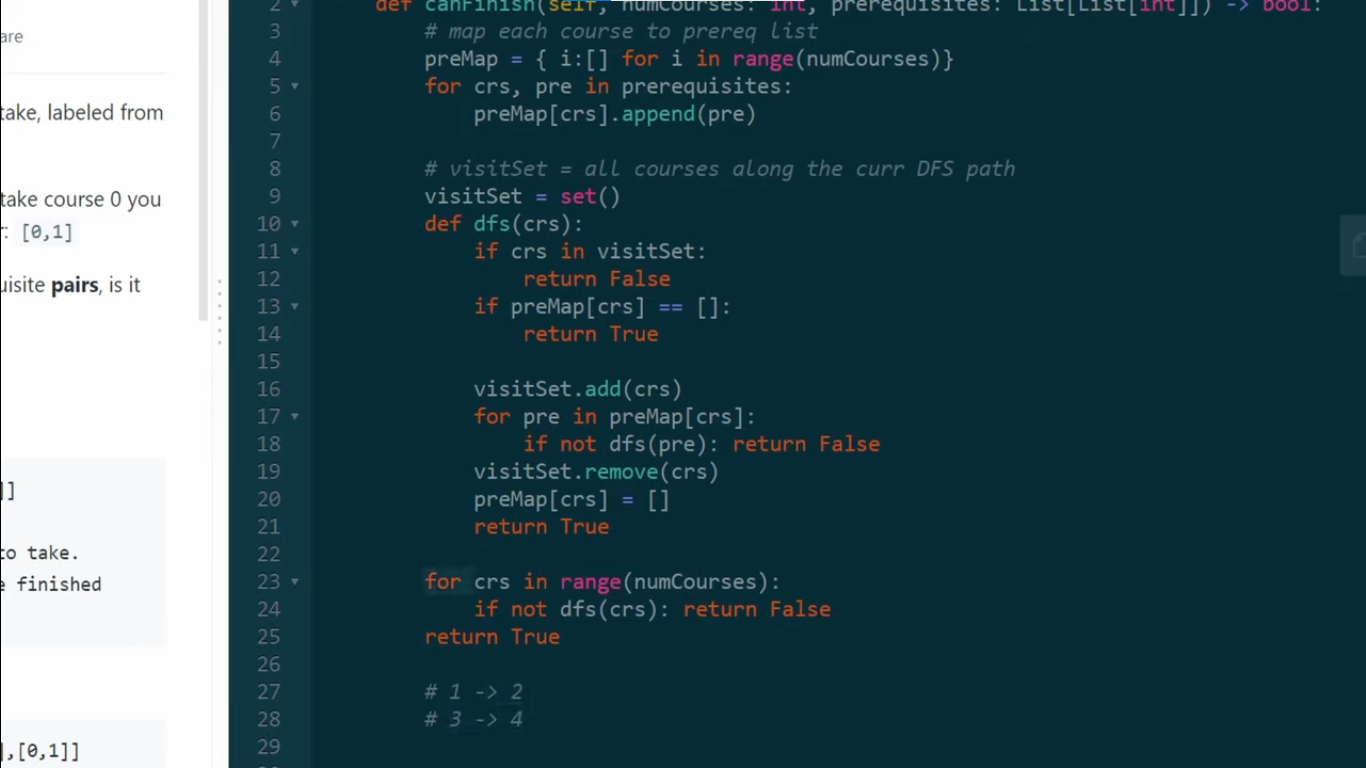 are
take, labeled from
take course 0 you
r: [0,1]
uisite pairs, is it
]]
to take.
e finished
],[0,1]]
2 def canFinish(self, numCourses: int, prerequisites: List[List[int]]) -> bool:
3 # map each course to prereq list
4 preMap = { i:[] for i in range(numCourses)}
5 for crs, pre in prerequisites:
6 preMap[crs].append(pre)
7
8 # visitSet = all courses along the curr DFS path
9 visitSet = set()
10 def dfs(crs):
11 if crs in visitSet:
12 return False
13 if preMap[crs] == []:
14 return True
15
16 visitSet.add(crs)
17 for pre in preMap[crs]:
18 if not dfs(pre): return False
19 visitSet.remove(crs)
20 preMap[crs] = []
21 return True
22
23 for crs in range(numCourses):
24 if not dfs(crs): return False
25 return True
26
27 # 1 -> 2
28 # 3 -> 4
29